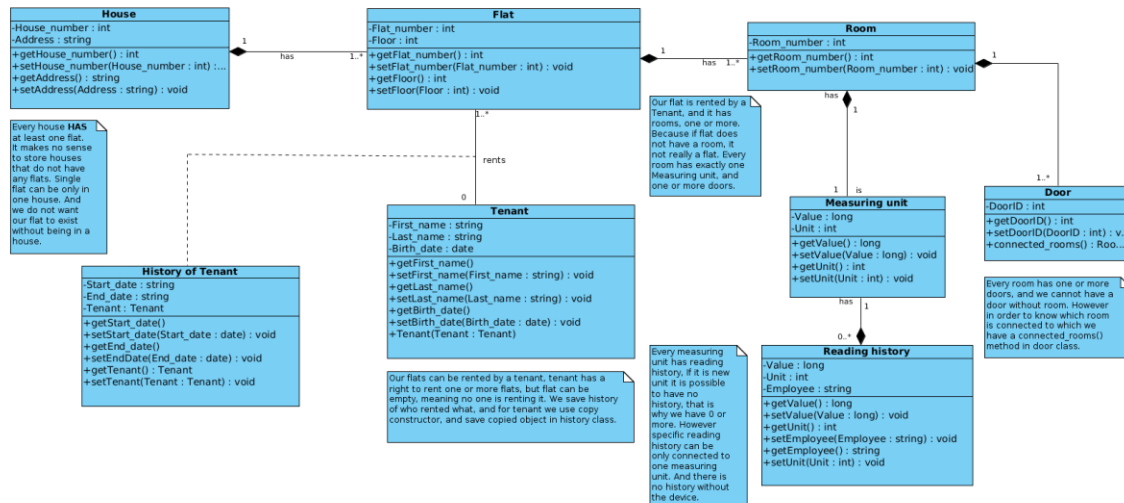 House
-House_number : int
-Address : string
+getHouse_number() : int
+setHouse_number(House_number : int) :...
+getAddress() : string
+setAddress(Address : string) : void
1
has
1..*
Flat
-Flat_number : int
-Floor : int
+getFlat_number() : int
+setFlat_number(Flat_number : int) : void
+getFloor() : int
+setFloor(Floor : int) : void
1
has
1..*
Room
-Room_number : int
+getRoom_number() : int
+setRoom_number(Room_number : int) : void
1
Every house HAS
at least one flat.
It makes no sense
to store houses
that do not have
any flats. Single
flat can be only in
one house. And
we do not want
our flat to exist
without being in a
house.
1..*
rents
0
Our flat is rented by a
Tenant, and it has
rooms, one or more.
Because if flat does
not have a room, it
not really a flat. Every
room has exactly one
Measuring unit, and
one or more doors.
has
1
1
is
1..*
Door
-DoorID : int
+getDoorID() : int
+setDoorID(DoorID : int) : v...
+connected_rooms() : Roo...
Tenant
-First_name : string
-Last_name : string
-Birth_date : date
+getFirst_name()
+setFirst_name(First_name : string) : void
+getLast_name()
+setLast_name(Last_name : string) : void
+getBirth_date()
+setBirth_date(Birth_date : date) : void
+Tenant(Tenant : Tenant)
Measuring unit
-Value : long
-Unit : int
+getValue() : long
+setValue(Value : long) : void
+getUnit() : int
+setUnit(Unit : int) : void
has
1
0..*
History of Tenant
-Start_date : string
-End_date : string
-Tenant : Tenant
+getStart_date()
+setStart_date(Start_date : date) : void
+getEnd_date()
+setEndDate(End_date : date) : void
+getTenant() : Tenant
+setTenant(Tenant : Tenant) : void
Every room has one or more
doors, and we cannot have a
door without room. However
in order to know which room
is connected to which we
have a connected_rooms()
method in door class.
Our flats can be rented by a tenant, tenant has a
right to rent one or more flats, but flat can be
empty, meaning no one is renting it. We save history
of who rented what, and for tenant we use copy
constructor, and save copied object in history class.
Every measuring
unit has reading
history, If it is new
unit it is possible
to have no
history, that is
why we have 0 or
more. However
specific reading
history can be
only connected to
one measuring
unit. And there is
no history without
the device.
Reading history
-Value : long
-Unit : int
-Employee : string
+getValue() : long
+setValue(Value : long) : void
+getUnit() : int
+setEmployee(Employee : string) : void
+getEmployee() : string
+setUnit(Unit : int) : void